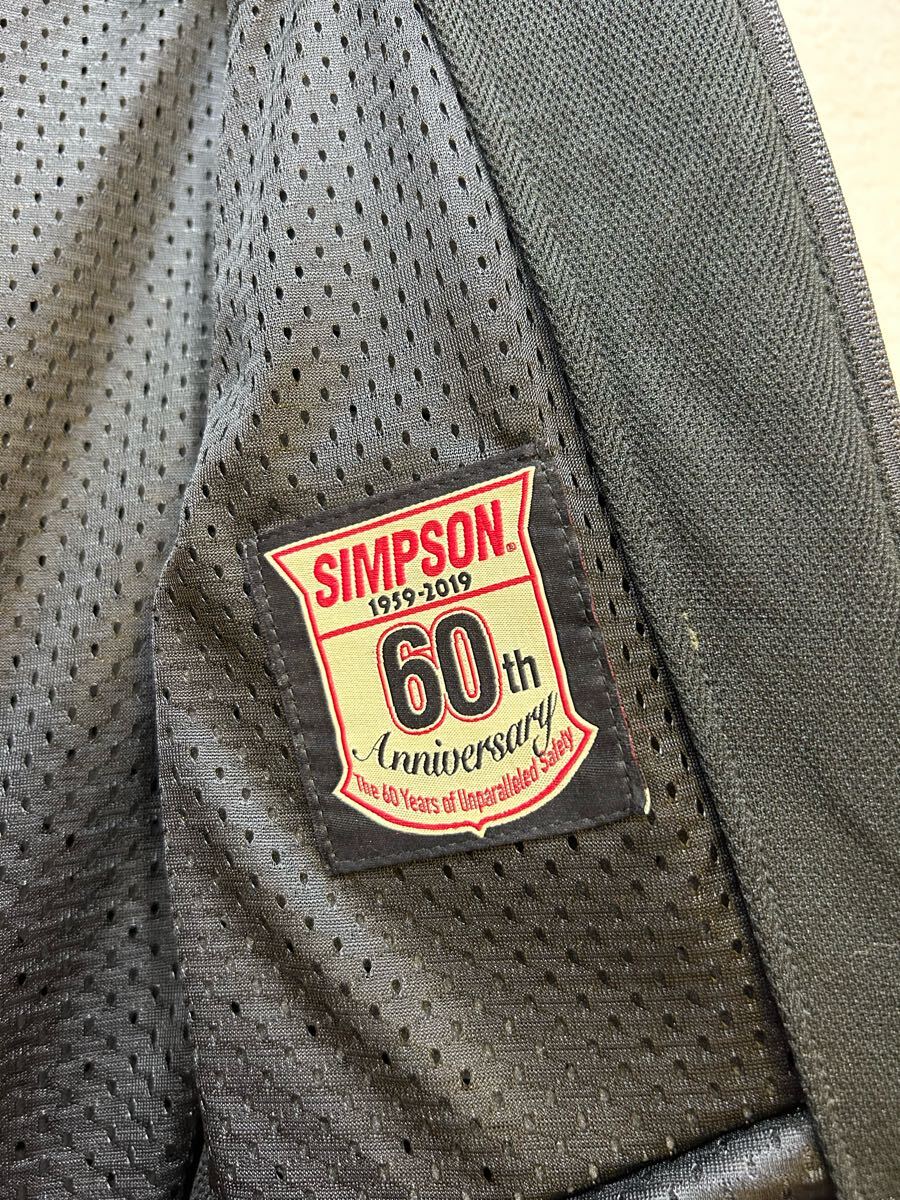 SIMPSON®
1959-2019
60th
Anniversary
The 60 Years of Unparalleled Safety